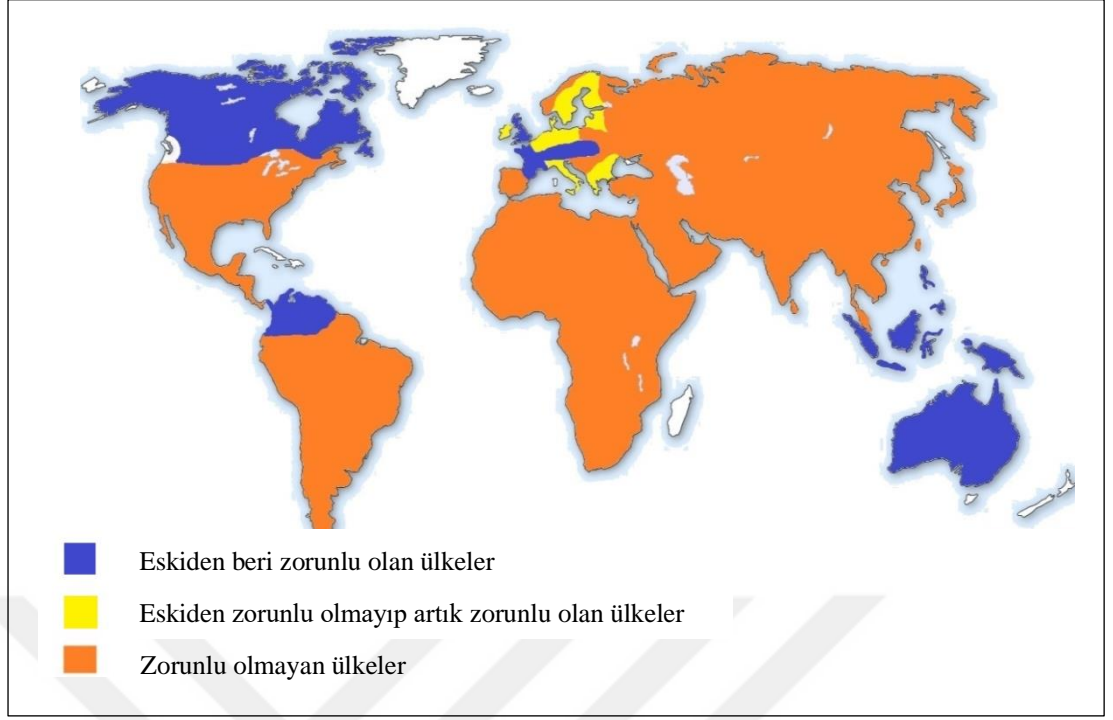 Eskiden beri zorunlu olan ülkeler
Eskiden zorunlu olmayıp artık zorunlu olan ülkeler
Zorunlu olmayan ülkeler